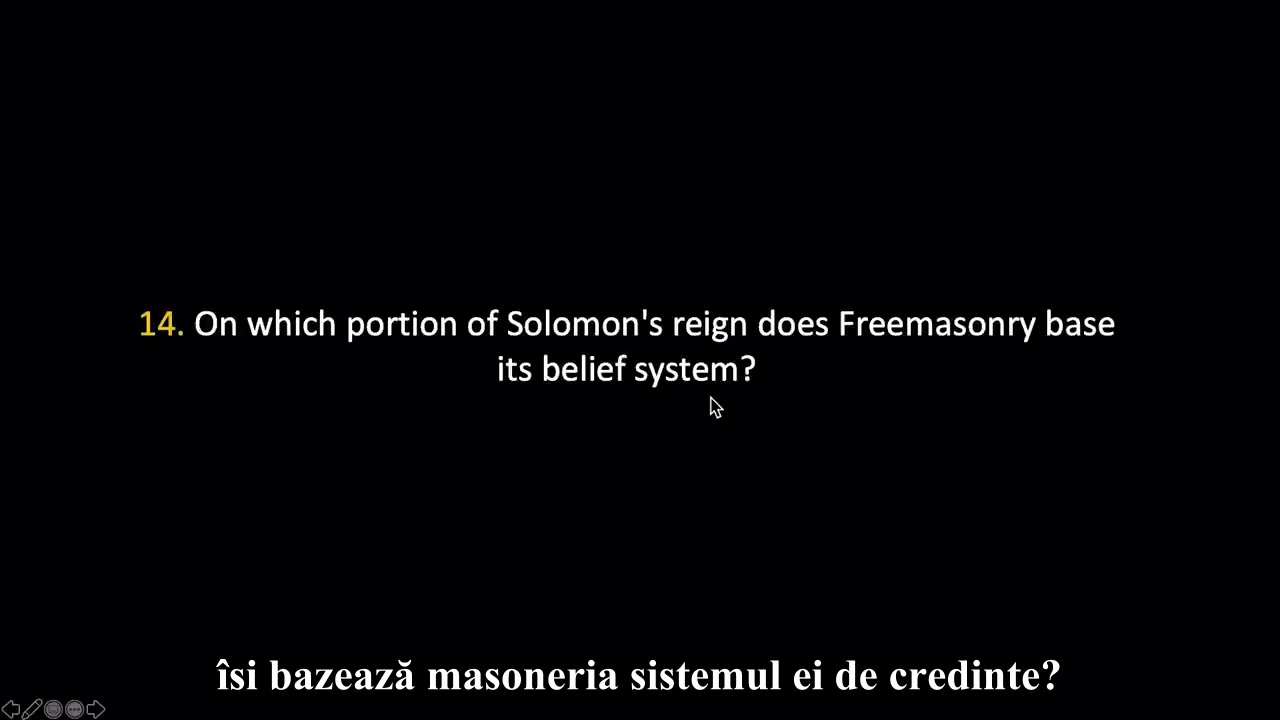 14. On which portion of Solomon's reign does Freemasonry base
its belief system?
îsi bazează masoneria sistemul ei de credinte?